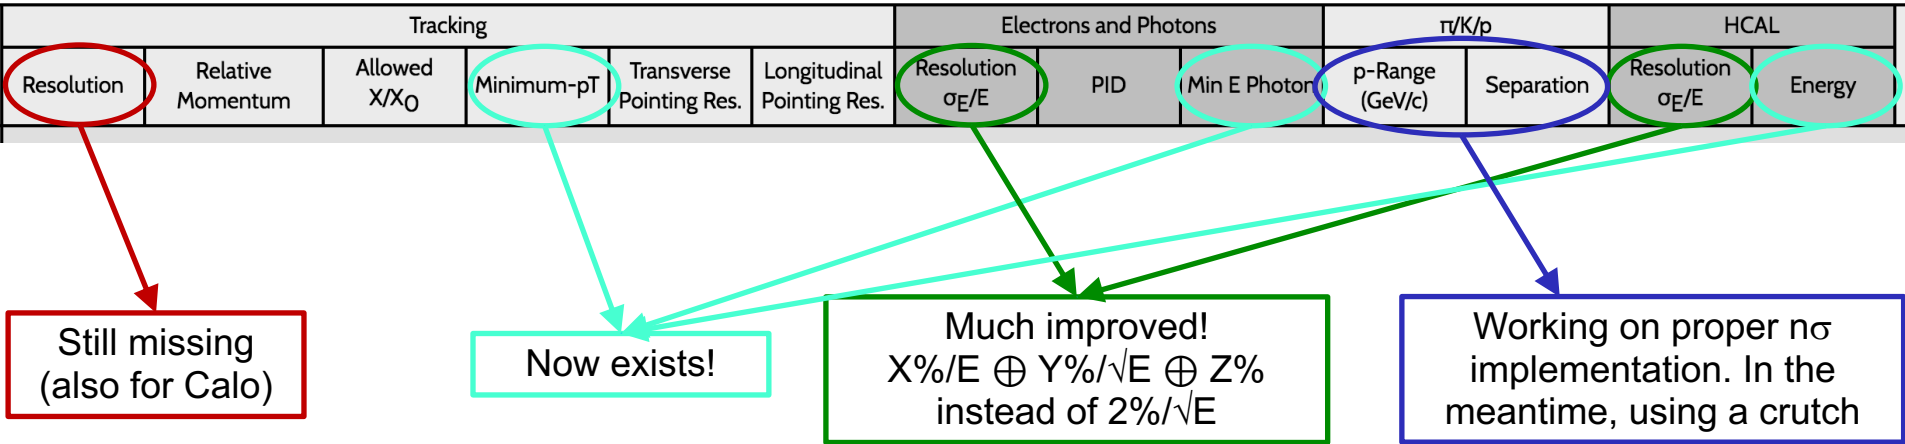 Tracking
Electrons and Photons
π/K/p
HCAL
Resolution
Relative
Momentum
Allowed
X/X₀
Minimum-pT
Transverse
Pointing Res.
Longitudinal
Pointing Res.
Resolution
σE/E
PID
Min E Photon
p-Range
(GeV/c)
Separation
Resolution
σE/E
Energy
Still missing
(also for Calo)
Now exists!
Much improved!
X%/E ⊕ Y%/√E ⊕ Z%
instead of 2%/√E
Working on proper nσ
implementation. In the
meantime, using a crutch